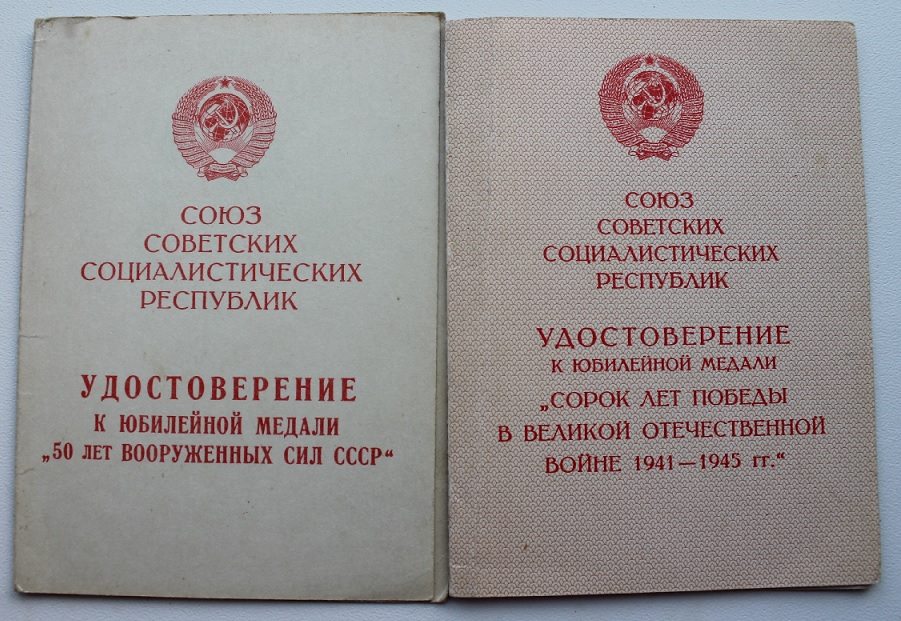 СОЮЗ
СОВЕТСКИХ
СОЦИАЛИСТИЧЕСКИХ
РЕСПУБЛИК
УДОСТОВЕРЕНИЕ
К ЮБИЛЕЙНОЙ МЕДАЛИ
„50 ЛЕТ ВООРУЖЕННЫХ СИЛ СССР“
СОЮЗ
СОВЕТСКИХ
СОЦИАЛИСТИЧЕСКИХ
РЕСПУБЛИК
УДОСТОВЕРЕНИЕ
К ЮБИЛЕЙНОЙ МЕДАЛИ
„СОРОК ЛЕТ ПОБЕДЫ
В ВЕЛИКОЙ ОТЕЧЕСТВЕННОЙ
ВОЙНЕ 1941—1945 гг.“